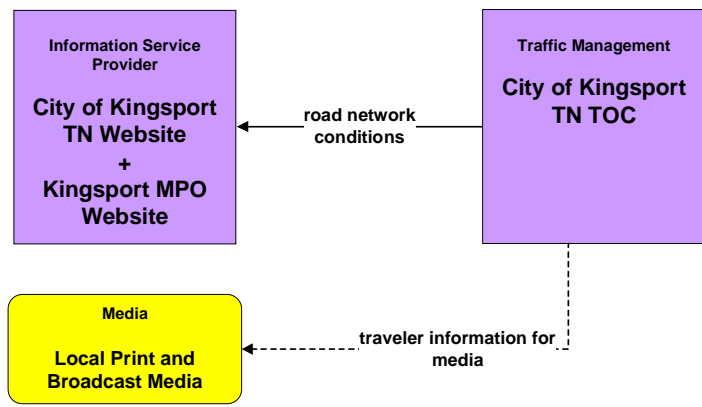 Information Service
Provider
City of Kingsport
TN Website
+
Kingsport MPO
Website
road network
conditions
Traffic Management
City of Kingsport
TN TOC
Media
Local Print and
Broadcast Media
traveler information for
media